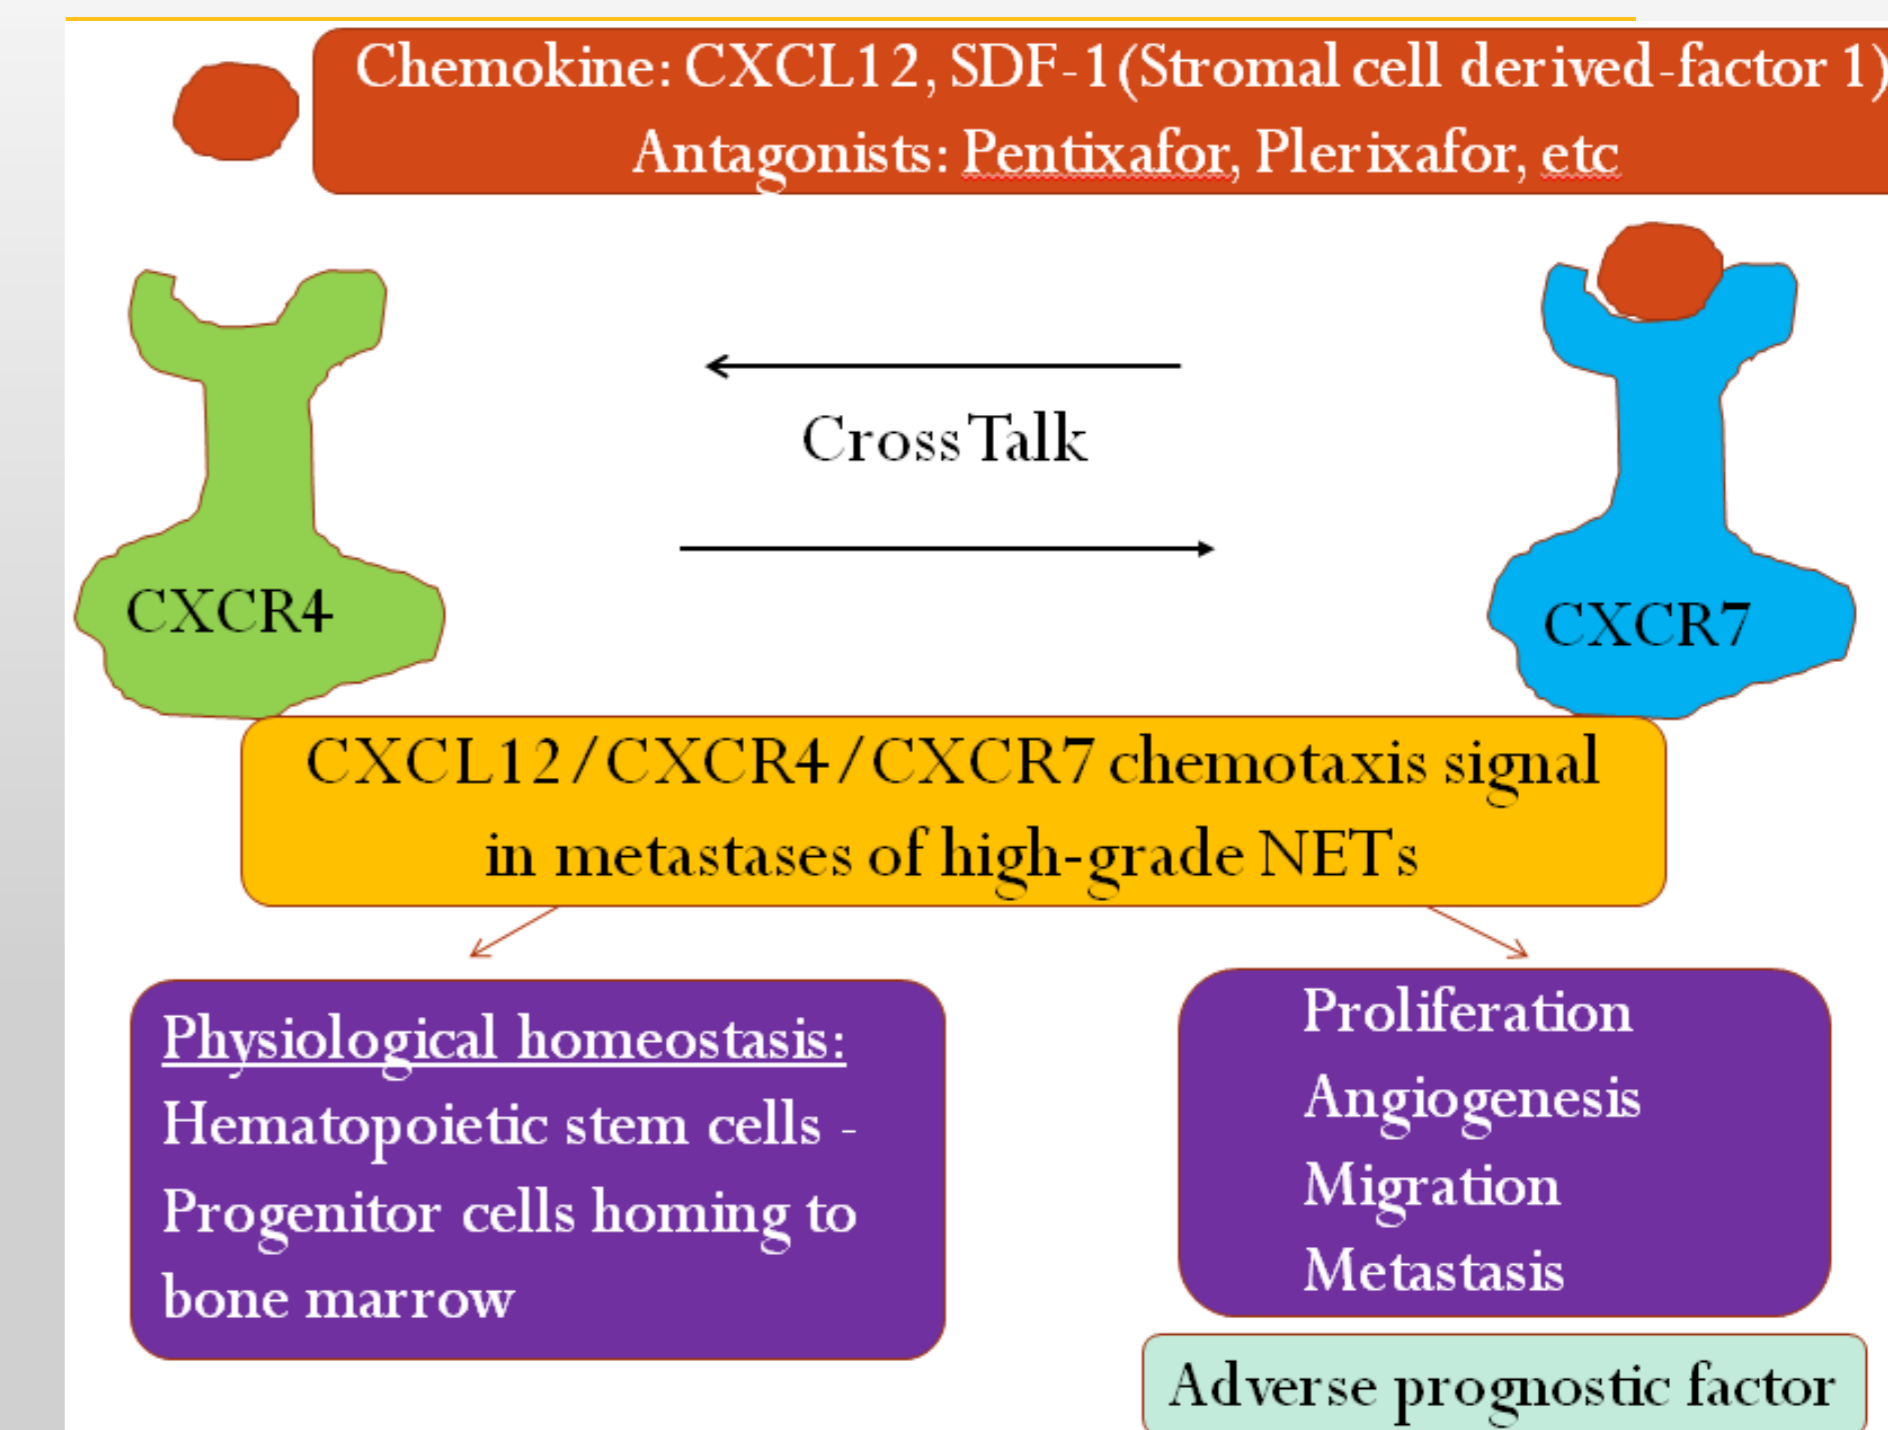 Chemokine: CXCL12, SDF-1(Stromal cell derived-factor 1)
Antagonists: Pentixafor, Plerixafor, etc
Cross Talk
CXCR4
CXCR7
CXCL12/CXCR4/CXCR7 chemotaxis signal
in metastases of high-grade NETs
Physiological homeostasis:
Hematopoietic stem cells -
Progenitor cells homing to
bone marrow
Proliferation
Angiogenesis
Migration
Metastasis
Adverse prognostic factor